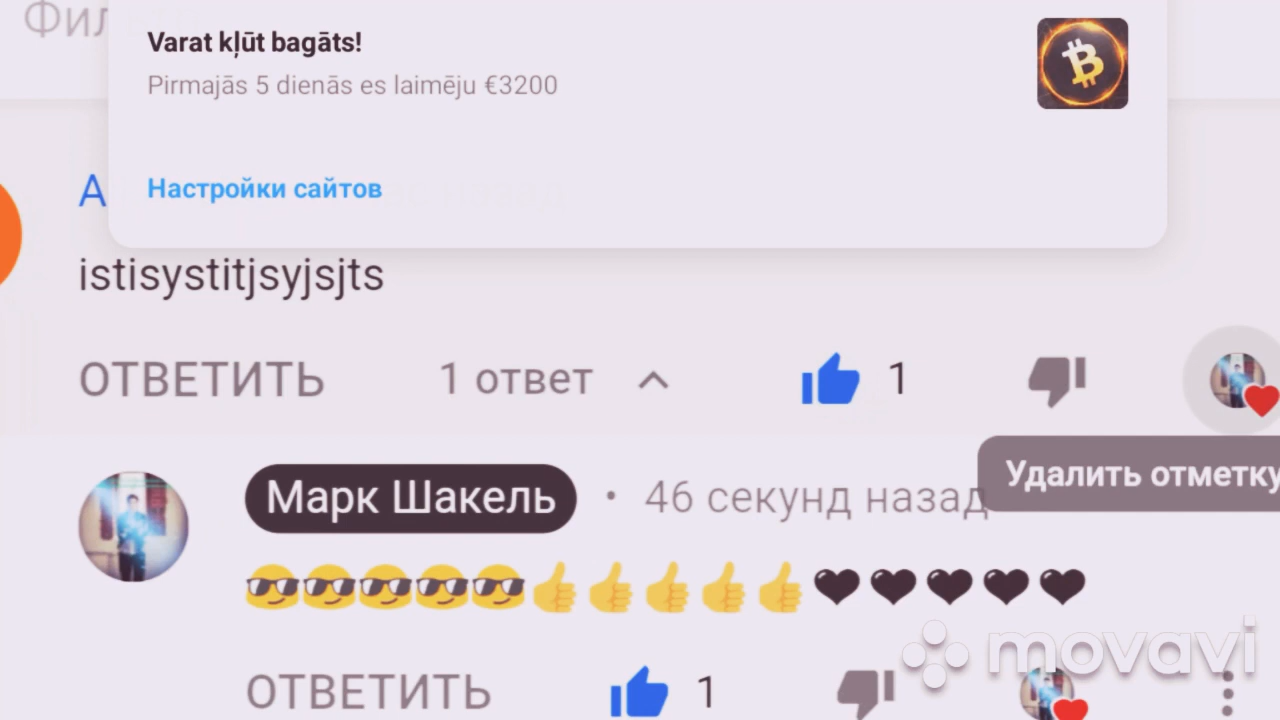 Varat kļūt bagāts!
Pirmajās 5 dienās es laimēju €3200
Настройки сайтов
istisystitjsyjsjts
ОТВЕТИТЬ 1 ответ 1
Удалить отметку
Марк Шакель • 46 секунд назад
😎😎😎😎😎👍👍👍👍👍🖤🖤🖤🖤🖤
ОТВЕТИТЬ 1
movavi